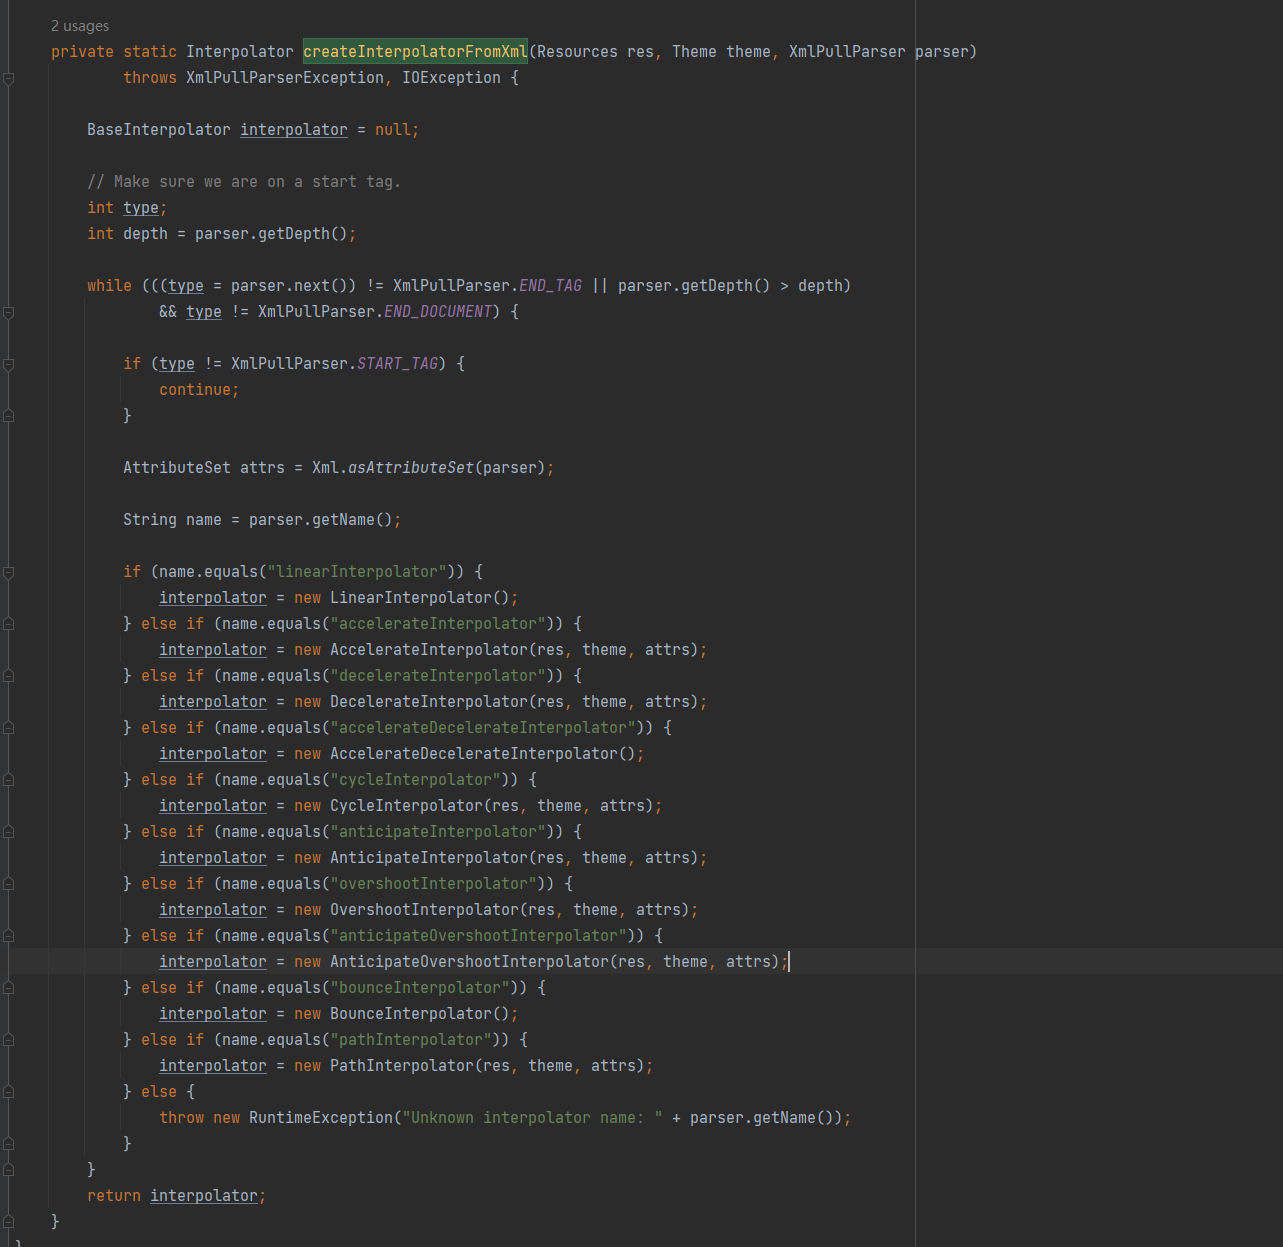 2 usages
private static Interpolator createInterpolatorFromXml(Resources res, Theme theme, XmlPullParser parser)
throws XmlPullParserException, IOException {
BaseInterpolator interpolator = null;
// Make sure we are on a start tag.
int type;
int depth = parser.getDepth();
while (((type = parser.next()) != XmlPullParser.END_TAG || parser.getDepth() > depth)
&& type != XmlPullParser.END_DOCUMENT) {
if (type != XmlPullParser.START_TAG) {
continue;
}
AttributeSet attrs = Xml.asAttributeSet(parser);
String name = parser.getName();
if (name.equals("linearInterpolator")) {
interpolator = new LinearInterpolator();
} else if (name.equals("accelerateInterpolator")) {
interpolator = new AccelerateInterpolator(res, theme, attrs);
} else if (name.equals("decelerateInterpolator")) {
interpolator = new DecelerateInterpolator(res, theme, attrs);
} else if (name.equals("accelerateDecelerateInterpolator")) {
interpolator = new AccelerateDecelerateInterpolator();
} else if (name.equals("cycleInterpolator")) {
interpolator = new CycleInterpolator(res, theme, attrs);
} else if (name.equals("anticipateInterpolator")) {
interpolator = new AnticipateInterpolator(res, theme, attrs);
} else if (name.equals("overshootInterpolator")) {
interpolator = new OvershootInterpolator(res, theme, attrs);
} else if (name.equals("anticipateOvershootInterpolator")) {
interpolator = new AnticipateOvershootInterpolator(res, theme, attrs);
} else if (name.equals("bounceInterpolator")) {
interpolator = new BounceInterpolator();
} else if (name.equals("pathInterpolator")) {
interpolator = new PathInterpolator(res, theme, attrs);
} else {
throw new RuntimeException("Unknown interpolator name: " + parser.getName());
}
}
return interpolator;
}
}